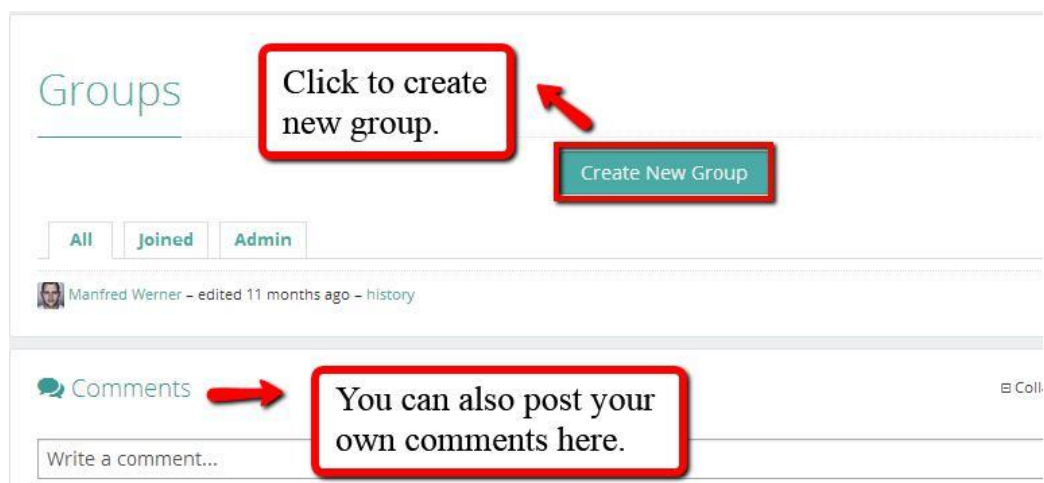 Groups
Click to create
new group.
Create New Group
All Joined Admin
Manfred Werner – edited 11 months ago – history
Comments
You can also post your
own comments here.
⊟ Coll
Write a comment...